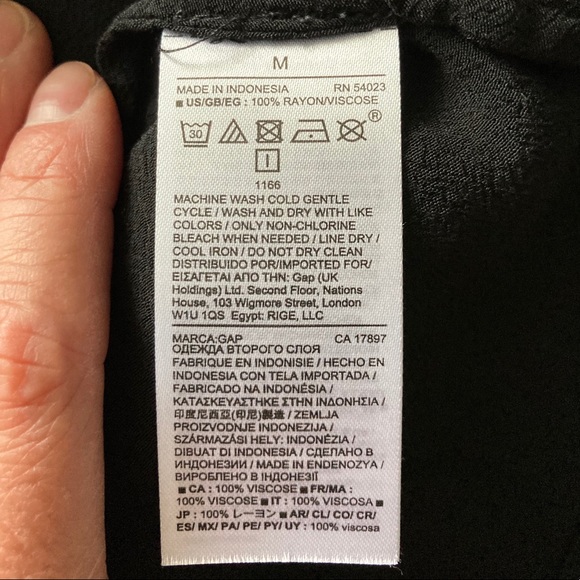 M
MADE IN INDONESIA RN 54023
■ US/GB/EG : 100% RAYON/VISCOSE
30
®
I
1166
MACHINE WASH COLD GENTLE
CYCLE / WASH AND DRY WITH LIKE
COLORS / ONLY NON-CHLORINE
BLEACH WHEN NEEDED / LINE DRY /
COOL IRON / DO NOT DRY CLEAN
DISTRIBUIDO POR/IMPORTED FOR/
ΕΙΣΑΓΕΤΑΙ ΑΠΟ ΤΗΝ: Gap (UK
Holdings) Ltd. Second Floor, Nations
House, 103 Wigmore Street, London
W1U 1QS Egypt: RIGE, LLC
MARCA:GAP CA 17897
ОДЕЖДА ВТОРОГО СЛОЯ
FABRIQUE EN INDONISIE / HECHO EN
INDONESIA CON TELA IMPORTADA /
FABRICADO NA INDONÉSIA /
ΚΑΤΑΣΚΕΥΑΣΤΗΚΕ ΣΤΗΝ ΙΝΔΟΝΗΣΙΑ /
印度尼西亞(印尼)製造 / ZEMLJA
PROIZVODNJE INDONEZIJA /
SZÁRMAZÁSI HELY: INDONÉZIA /
DIBUAT DI INDONESIA / СДЕЛАНО В
ИНДОНЕЗИИ / MADE IN ENDENOZYA /
ВИРОБЛЕНО В ІНДОНЕЗІЇ
■ CA : 100% VISCOSE ■ FR/MA :
100% VISCOSE ■ IT : 100% VISCOSA ■
JP : 100% レーヨン ■ AR/ CL/ CO/ CR/
ES/ MX/ PA/ PE/ PY/ UY : 100% viscosa